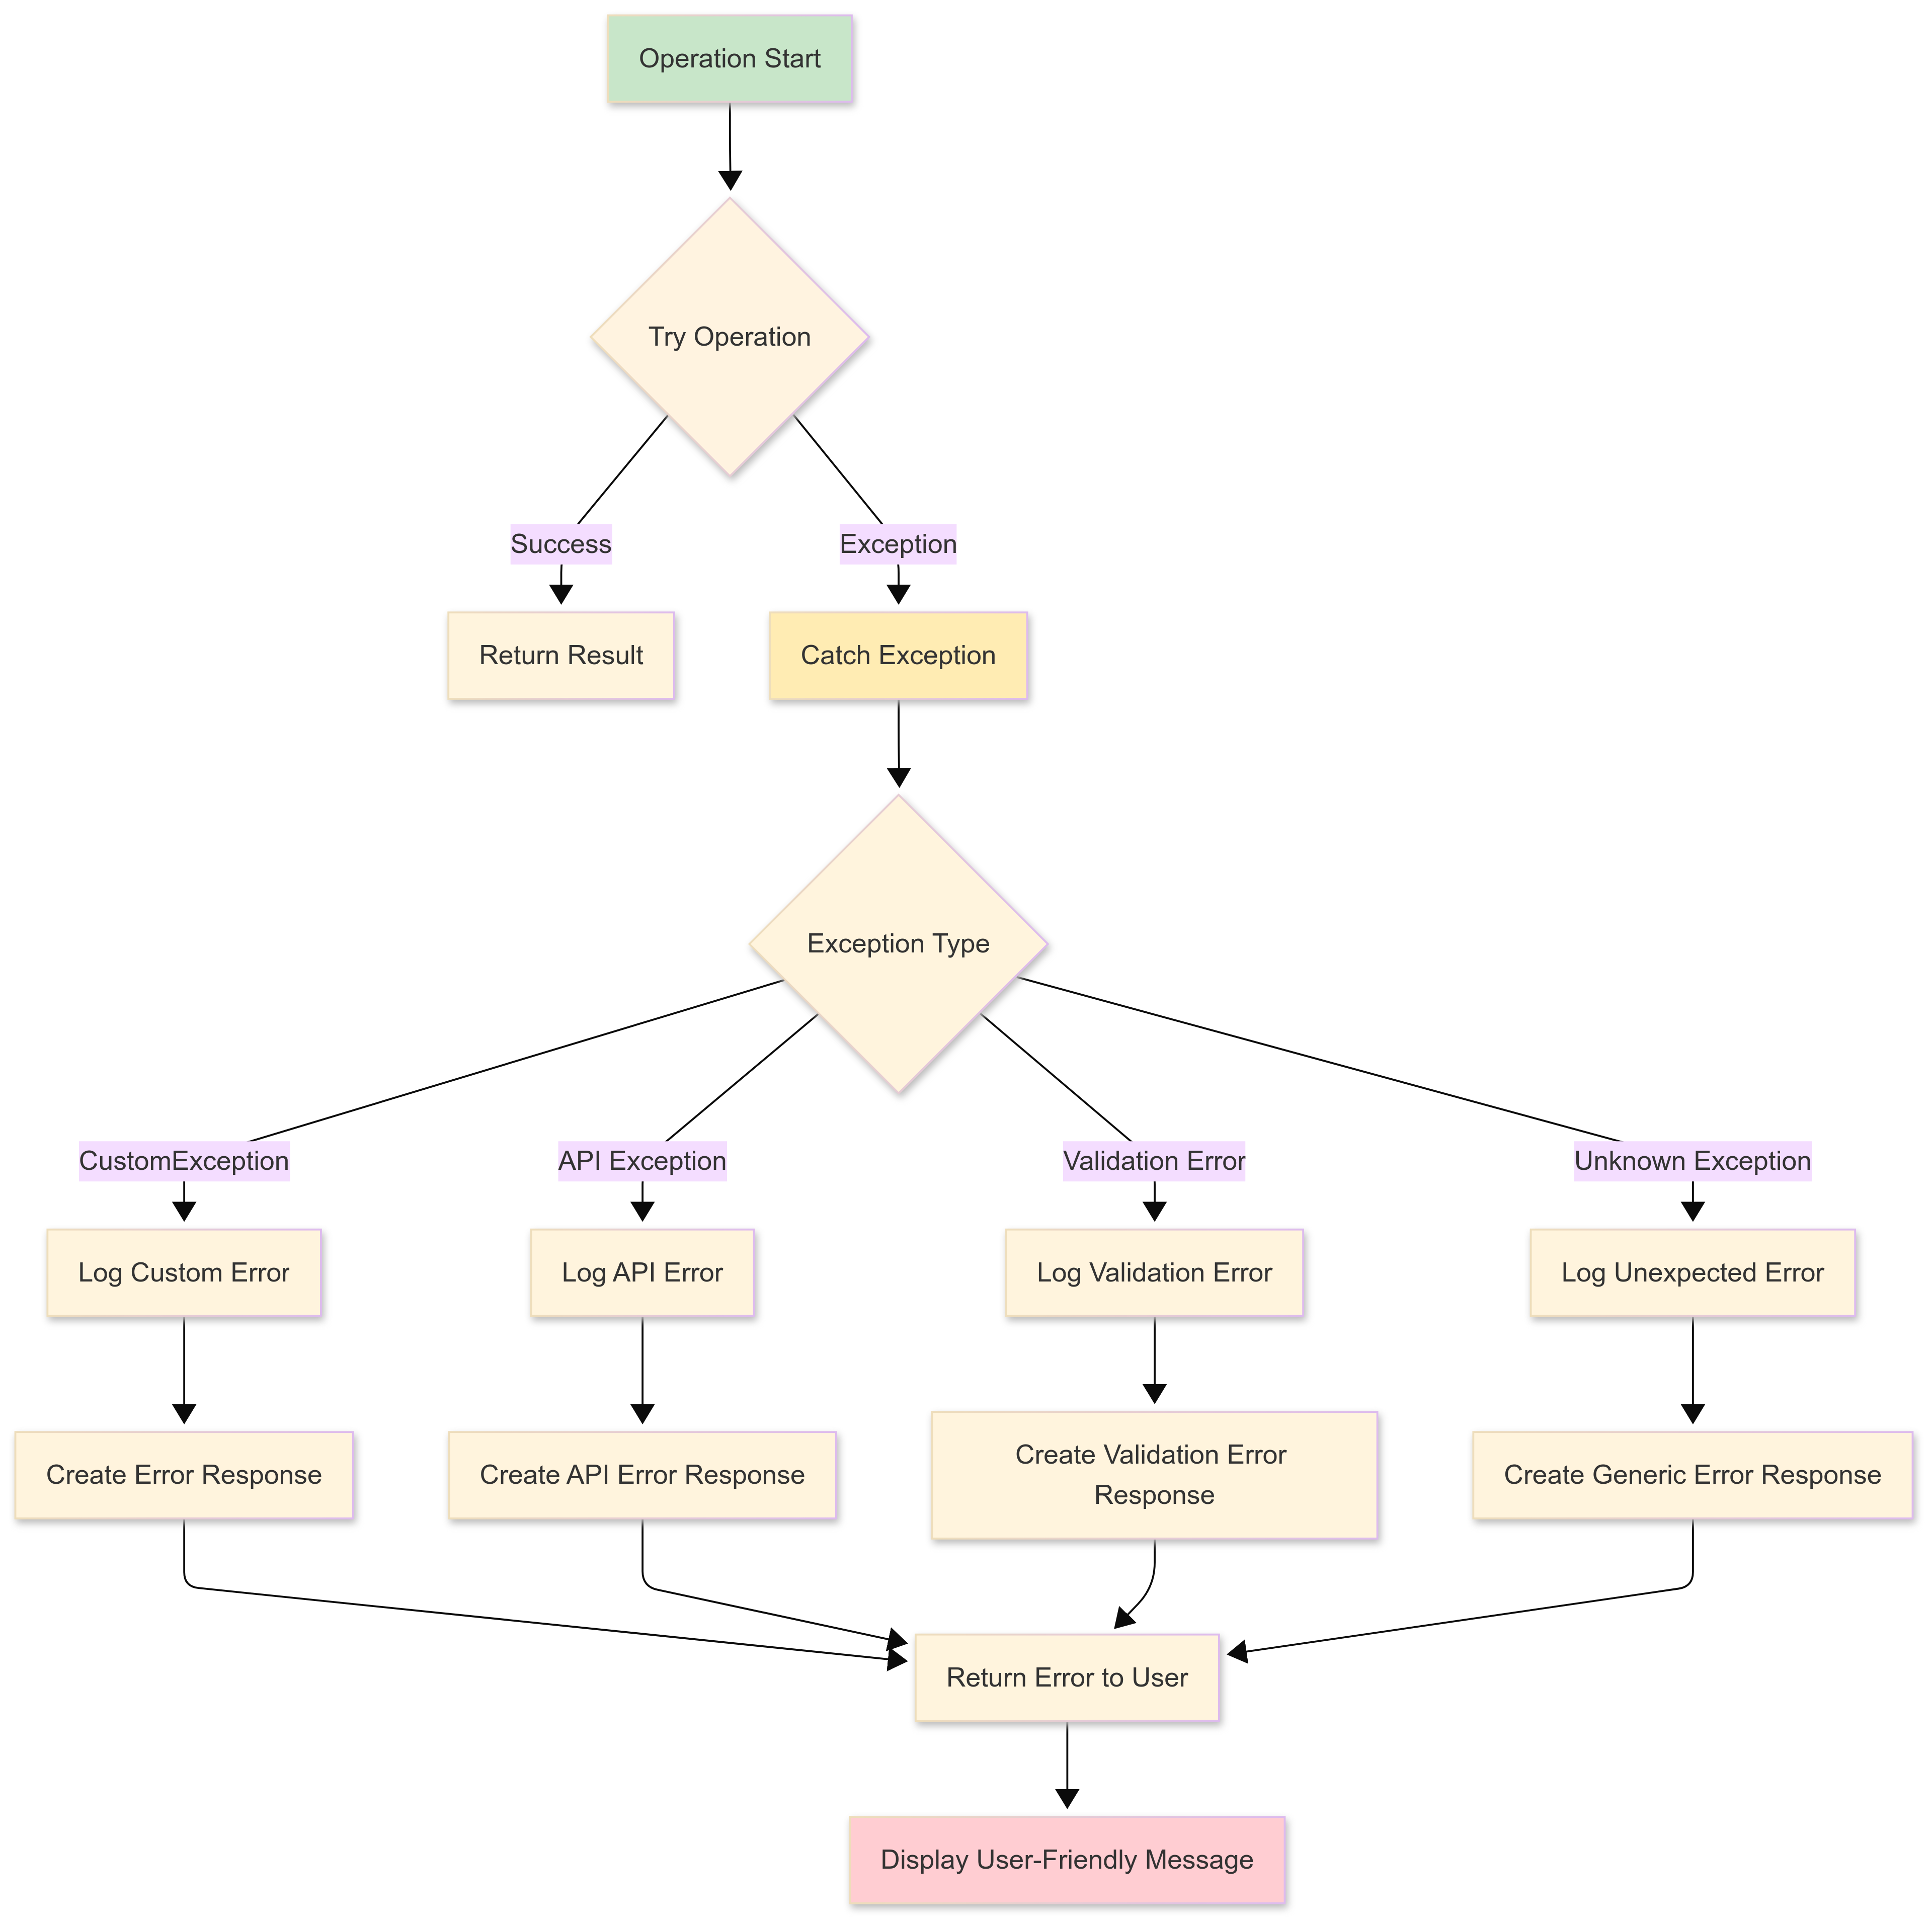 Operation Start
Try Operation
Success
Exception
Return Result
Catch Exception
Exception Type
CustomException
API Exception
Validation Error
Unknown Exception
Log Custom Error
Log API Error
Log Validation Error
Log Unexpected Error
Create Error Response
Create API Error Response
Create Validation Error
Response
Create Generic Error Response
Return Error to User
Display User-Friendly Message